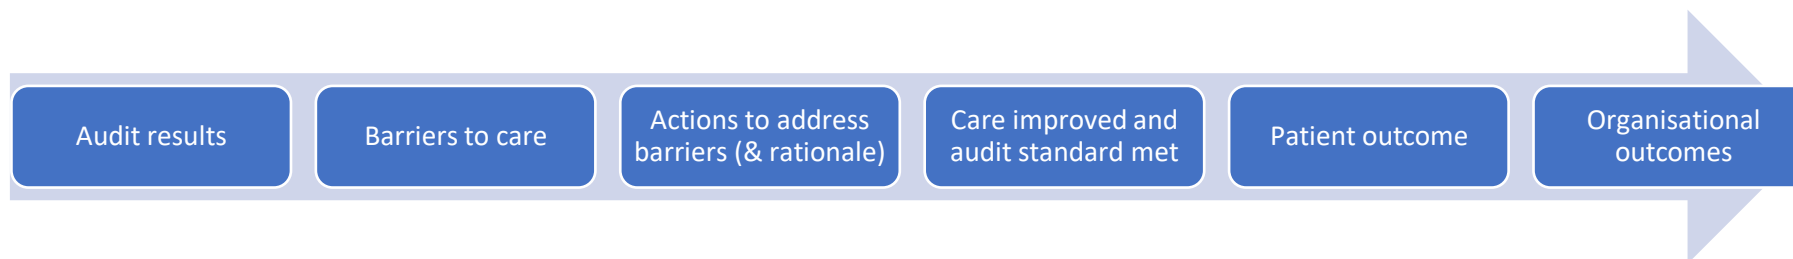 Audit results
Barriers to care
Actions to address
barriers (& rationale)
Care improved and
audit standard met
Patient outcome
Organisational
outcomes